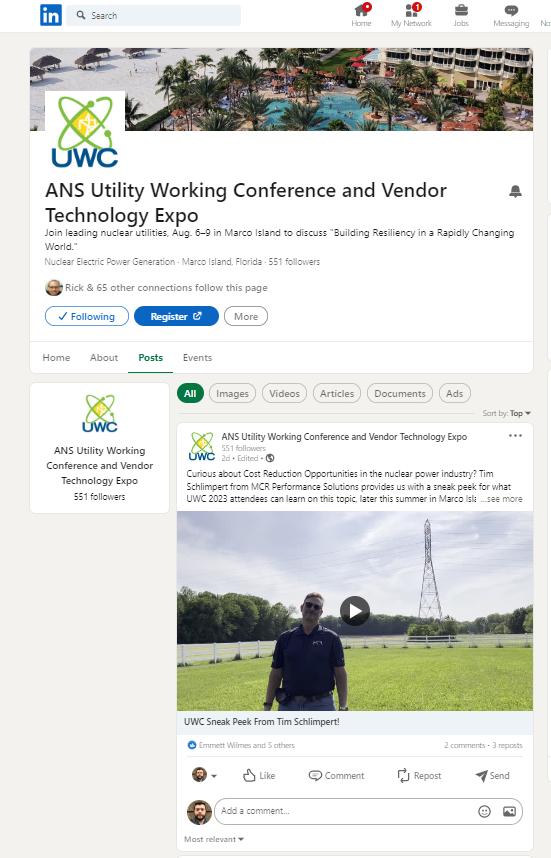 in
Search
1
Home
My Network
Jobs
Messaging
No
UWC
ANS Utility Working Conference and Vendor
Technology Expo
Join leading nuclear utilities, Aug. 6–9 in Marco Island to discuss "Building Resiliency in a Rapidly Changing
World."
Nuclear Electric Power Generation · Marco Island, Florida · 551 followers
Rick & 65 other connections follow this page
Following
Register
More
Home
About
Posts
Events
UWC
ANS Utility Working
Conference and Vendor
Technology Expo
551 followers
All
Images
Videos
Articles
Documents
Ads
Sort by: Top
UWC
ANS Utility Working Conference and Vendor Technology Expo
551 followers
2d • Edited •
Curious about Cost Reduction Opportunities in the nuclear power industry? Tim
Schlimpert from MCR Performance Solutions provides us with a sneak peek for what
UWC 2023 attendees can learn on this topic, later this summer in Marco Isla ...see more
UWC Sneak Peek From Tim Schlimpert!
Emmett Wilmes and 5 others
2 comments • 3 reposts
Like
Comment
Repost
Send
Add a comment...
Most relevant